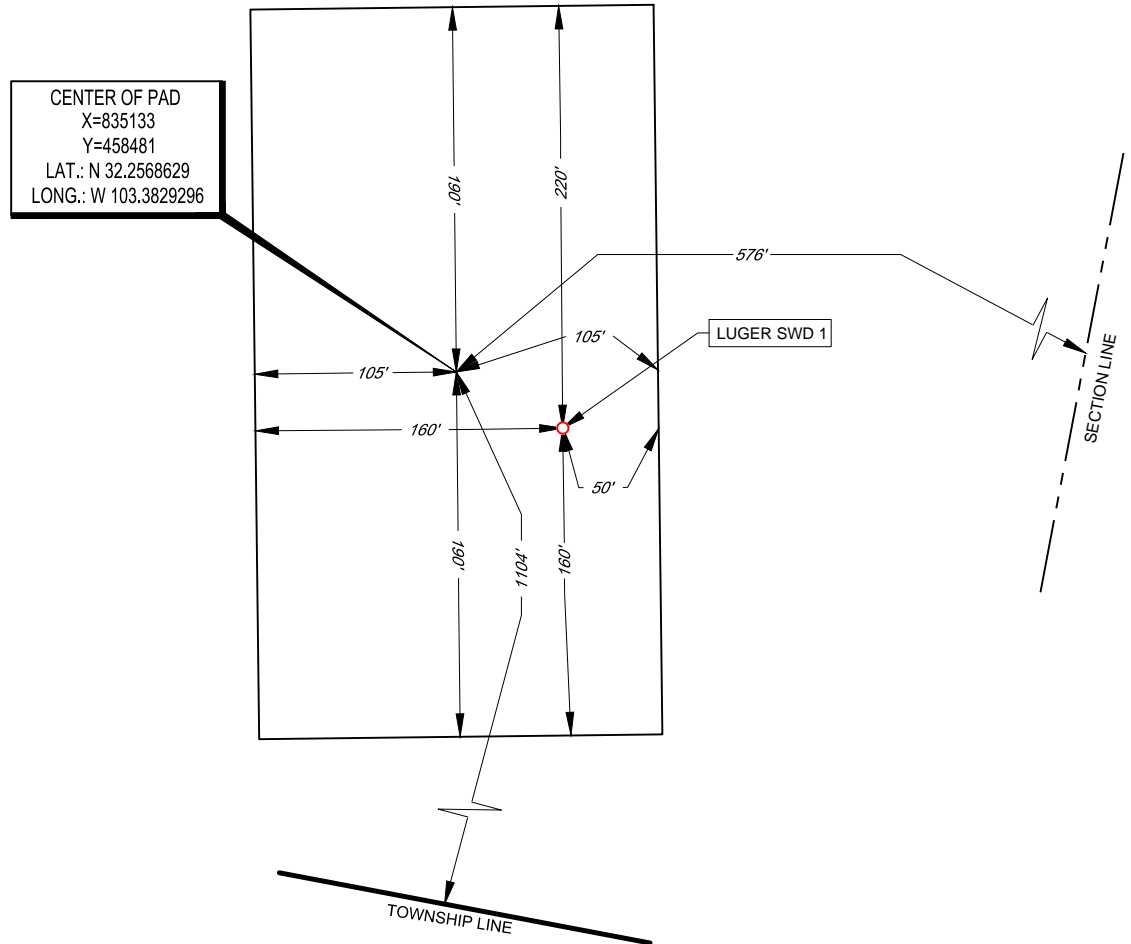 CENTER OF PAD
X=835133
Y=458481
LAT.: N 32.2568629
LONG.: W 103.3829296
190'
220'
576'
105'
LUGER SWD 1
105'
160'
50'
190'
1104'
160'
SECTION LINE
TOWNSHIP LINE